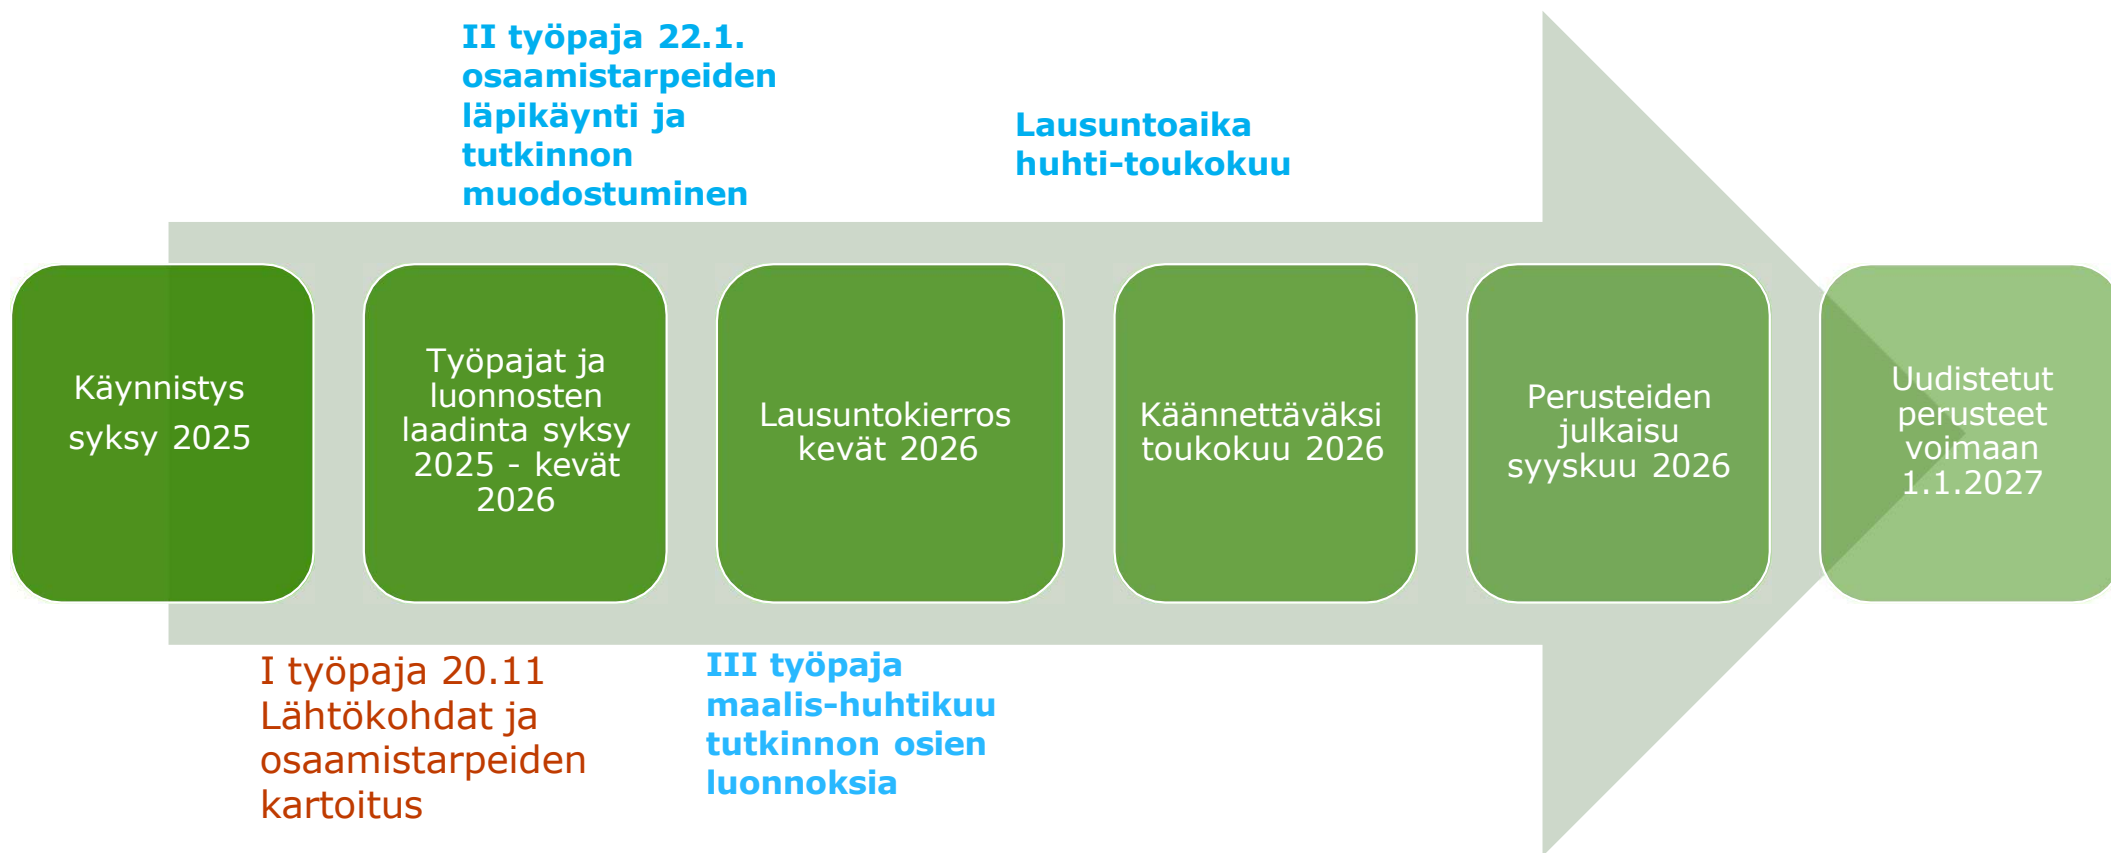 II työpaja 22.1.
osaamistarpeiden
läpikäynti ja
tutkinnon
muodostuminen
Lausuntoaika
huhti-toukokuu
Käynnistys
syksy 2025
Työpajat ja
luonnosten
laadinta syksy
2025 - kevät
2026
Lausuntokierros
kevät 2026
Käännettäväksi
toukokuu 2026
Perusteiden
julkaisu
syyskuu 2026
Uudistetut
perusteet
voimaan
1.1.2027
I työpaja 20.11
Lähtökohdat ja
osaamistarpeiden
kartoitus
III työpaja
maalis-huhtikuu
tutkinnon osien
luonnoksia